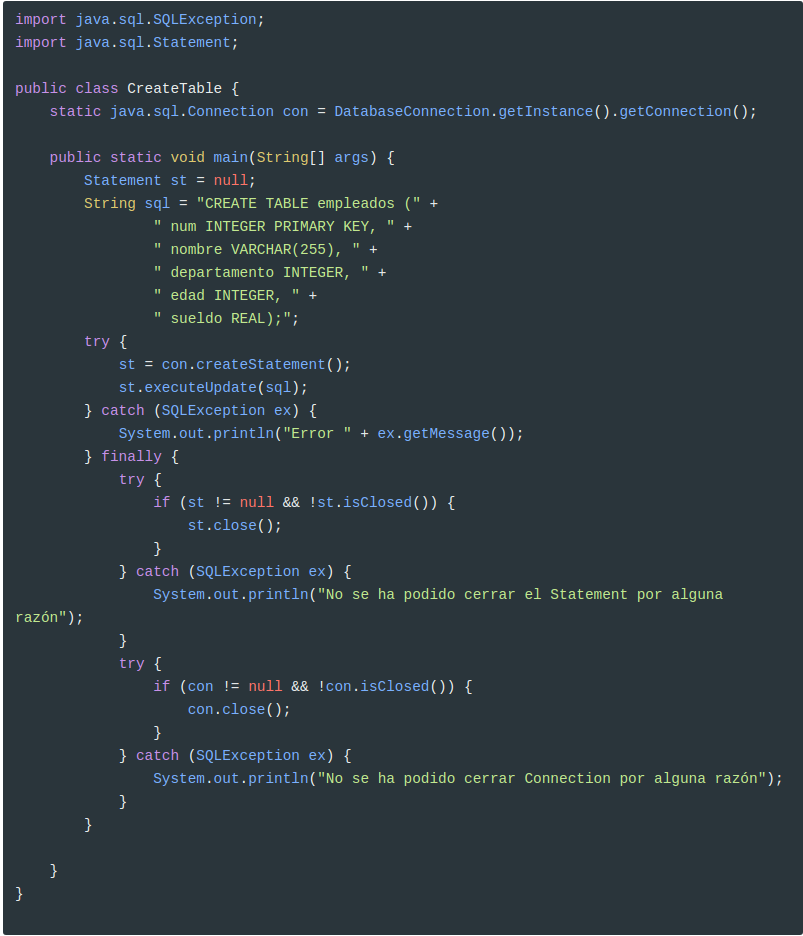 import java.sql.SQLException;
import java.sql.Statement;

public class CreateTable {
    static java.sql.Connection con = DatabaseConnection.getInstance().getConnection();

    public static void main(String[] args) {
        Statement st = null;
        String sql = "CREATE TABLE empleados (" +
                " num INTEGER PRIMARY KEY, " +
                " nombre VARCHAR(255), " +
                " departamento INTEGER, " +
                " edad INTEGER, " +
                " sueldo REAL);";
        try {
            st = con.createStatement();
            st.executeUpdate(sql);
        } catch (SQLException ex) {
            System.out.println("Error " + ex.getMessage());
        } finally {
            try {
                if (st != null && !st.isClosed()) {
                    st.close();
                }
            } catch (SQLException ex) {
                System.out.println("No se ha podido cerrar el Statement por alguna
razón");
            }
            try {
                if (con != null && !con.isClosed()) {
                    con.close();
                }
            } catch (SQLException ex) {
                System.out.println("No se ha podido cerrar Connection por alguna razón");
            }
        }

    }
}